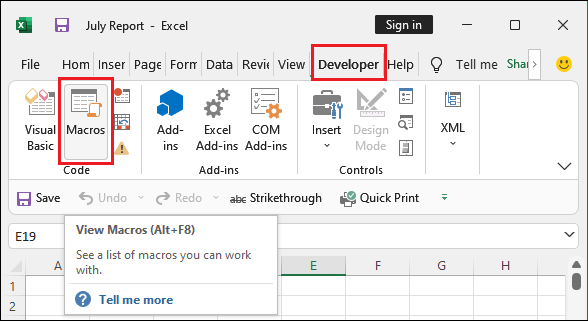 July Report - Excel
Sign in
File Hom Inser Page Form Data Revie View Developer Help Tell me Share
Visual Basic
Macros
Add-ins
Excel Add-ins
COM Add-ins
Insert
Design Mode
XML
Code
Add-ins
Controls
Save Undo Redo abc Strikethrough Quick Print
E19
View Macros (Alt+F8)
See a list of macros you can work
with.
? Tell me more
A E F G H
1
2